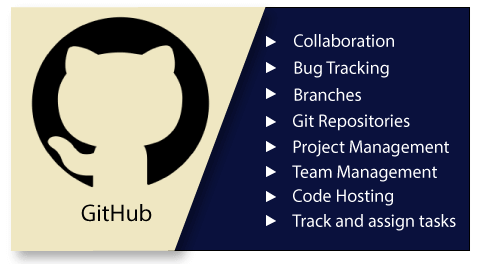 GitHub
Collaboration
Bug Tracking
Branches
Git Repositories
Project Management
Team Management
Code Hosting
Track and assign tasks